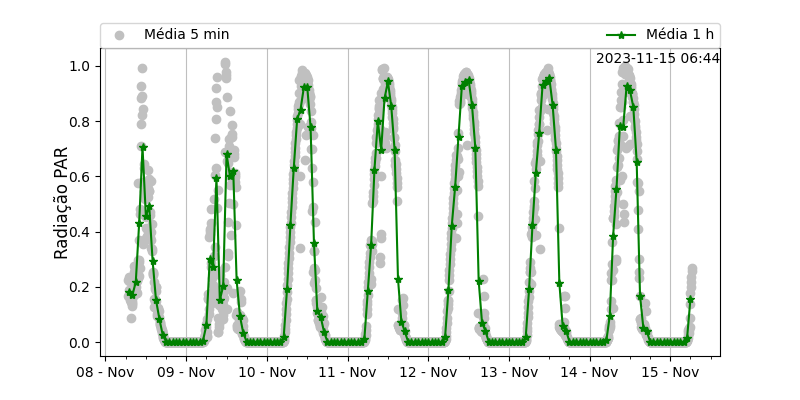 Média 5 min
Média 1 h
2023-11-15 06:44
Radiação PAR
1.0
0.8
0.6
0.4
0.2
0.0
08 - Nov
09 - Nov
10 - Nov
11 - Nov
12 - Nov
13 - Nov
14 - Nov
15 - Nov